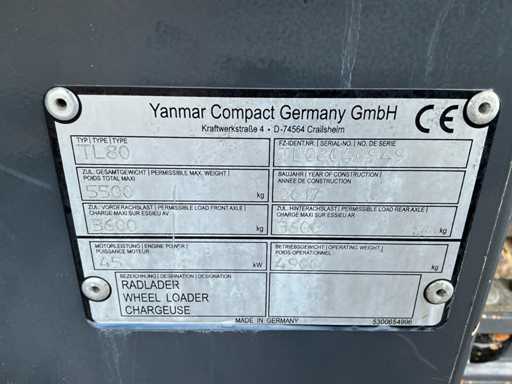 Yanmar Compact Germany GmbH
Kraftwerkstraße 4 • D-74564 Crailsheim
CE
TYP | TYPE | TYPE
TL80
FZ-IDENT.NR. | SERIAL-NO. | NO. DE SERIE
ZUL. GESAMTGEWICHT | PERMISSIBLE MAX. WEIGHT |
POIDS TOTAL MAXI
5500 kg
BAUJAHR | YEAR OF CONSTRUCTION |
ANNEE DE CONSTRUCTION
ZUL. VORDERACHSLAST | PERMISSIBLE LOAD FRONT AXLE |
CHARGE MAXI SUR ESSIEU AV
3600 kg
ZUL. HINTERACHSLAST | PERMISSIBLE LOAD REAR AXLE |
CHARGE MAXI SUR ESSIEU AR
3600
MOTORLEISTUNG | ENGINE POWER |
PUISSANCE MOTEUR
45 kW
BETRIEBSGEWICHT | OPERATING WEIGHT |
POIDS-OPERATIONNEL
kg
BEZEICHNUNG | DESIGNATION | DESIGNATION
RADLADER
WHEEL LOADER
CHARGEUSE
MADE IN GERMANY
5300654996